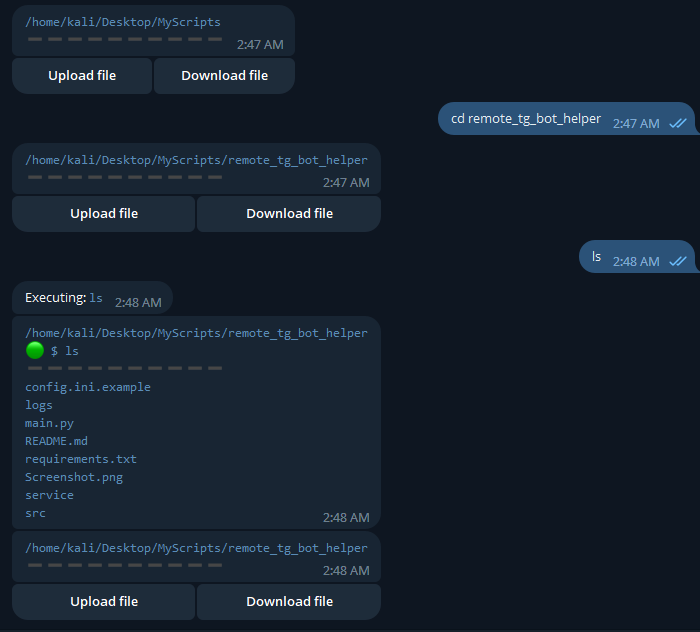 /home/kali/Desktop/MyScripts
— — — — — — — — — —
2:47 AM
Upload file Download file
cd remote_tg_bot_helper 2:47 AM
/home/kali/Desktop/MyScripts/remote_tg_bot_helper
— — — — — — — — — —
2:47 AM
Upload file Download file
ls 2:48 AM
Executing: ls 2:48 AM
/home/kali/Desktop/MyScripts/remote_tg_bot_helper
$ ls
— — — — — — — — — —
config.ini.example
logs
main.py
README.md
requirements.txt
Screenshot.png
service
src
2:48 AM
/home/kali/Desktop/MyScripts/remote_tg_bot_helper
— — — — — — — — — —
2:48 AM
Upload file Download file